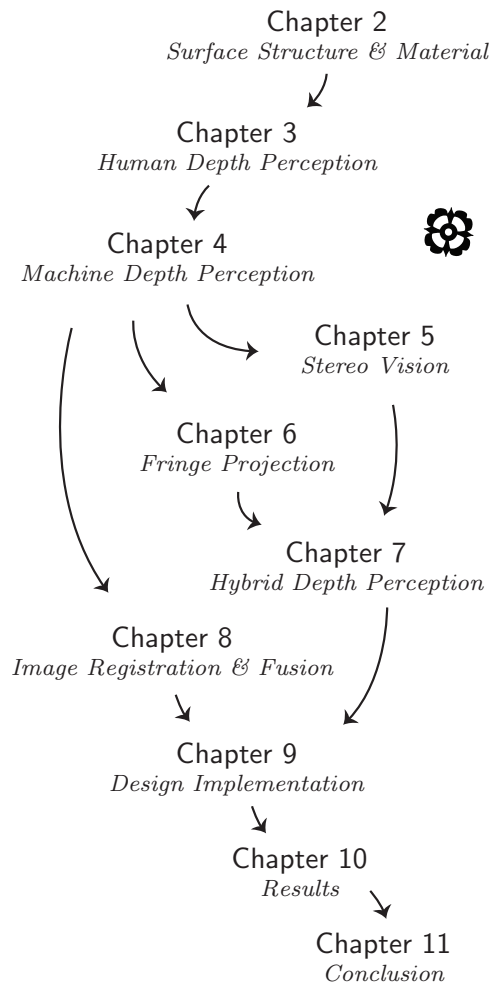 Chapter 2
Surface Structure & Material
Chapter 3
Human Depth Perception
Chapter 4
Machine Depth Perception
Chapter 5
Stereo Vision
Chapter 6
Fringe Projection
Chapter 7
Hybrid Depth Perception
Chapter 8
Image Registration & Fusion
Chapter 9
Design Implementation
Chapter 10
Results
Chapter 11
Conclusion